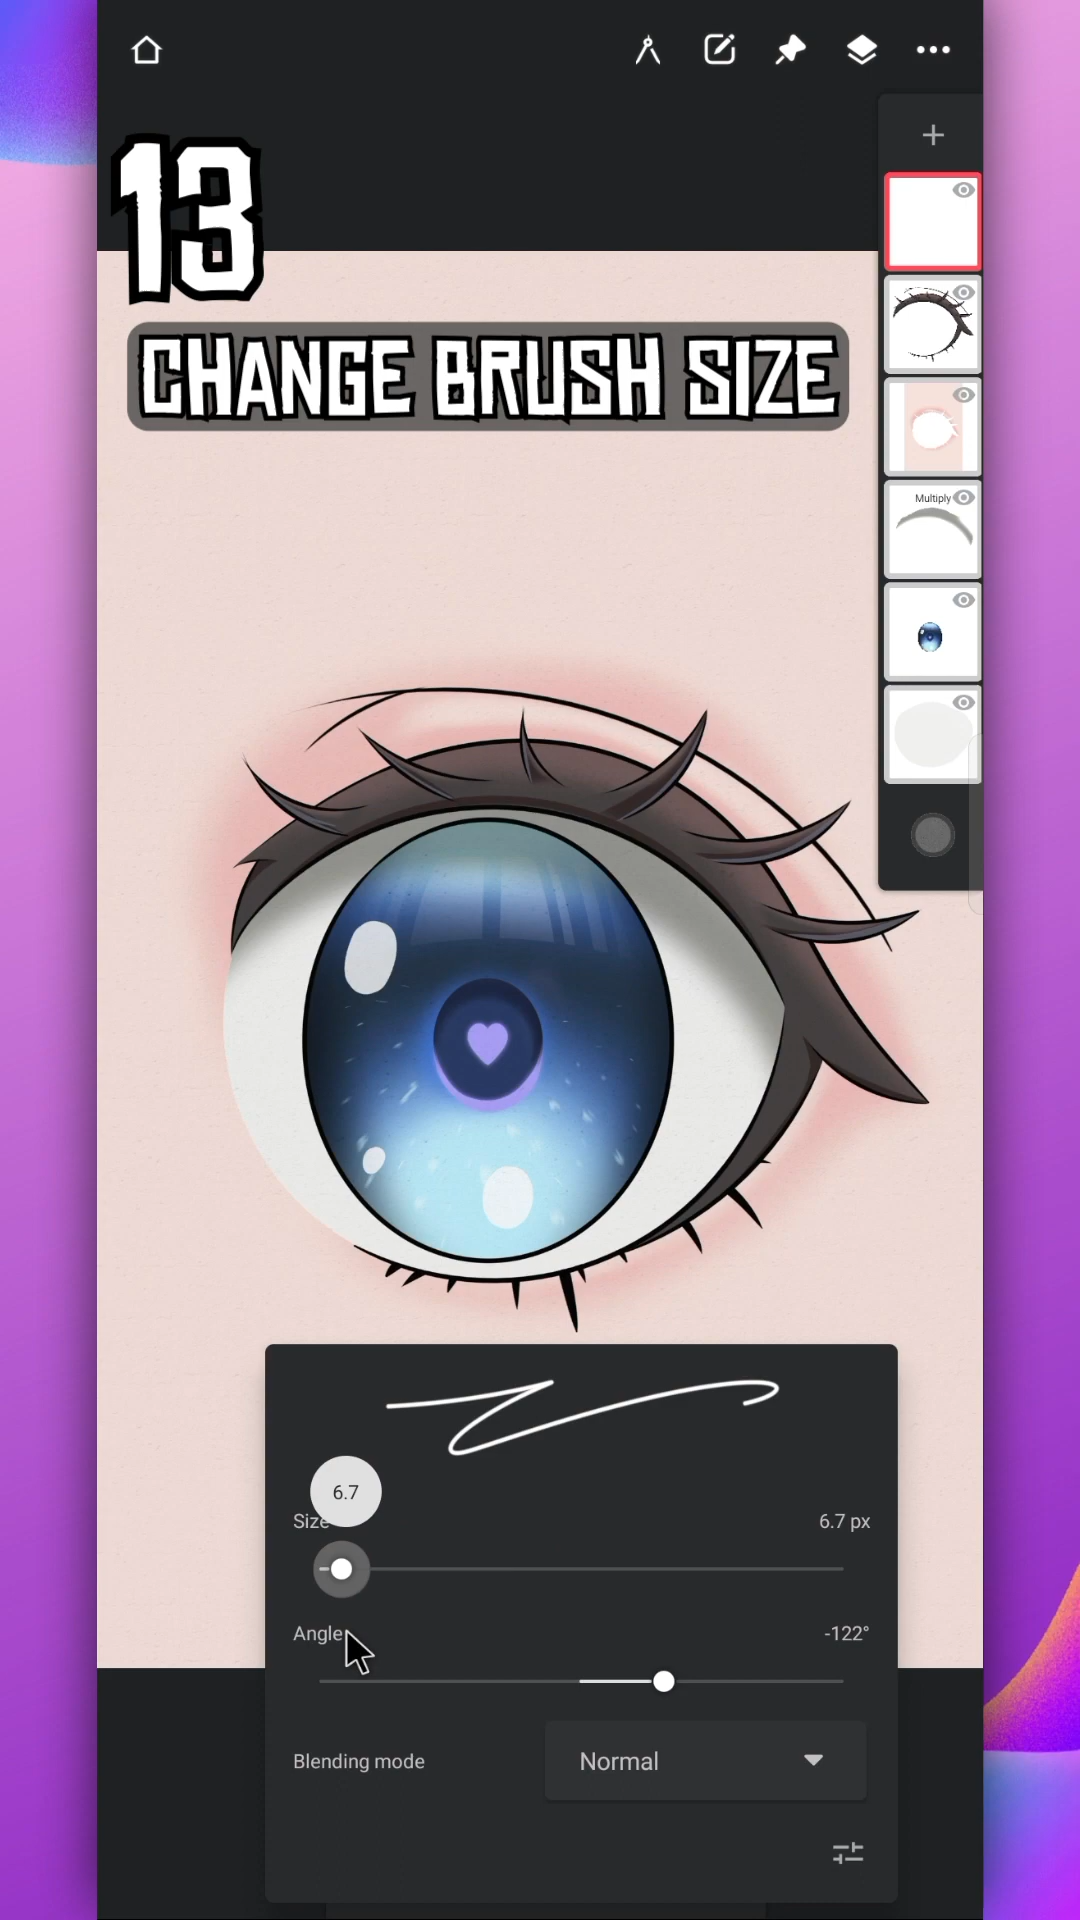 13
CHANGE BRUSH SIZE
Multiply
6.7
Size
6.7 px
Angle
-122°
Blending mode
Normal